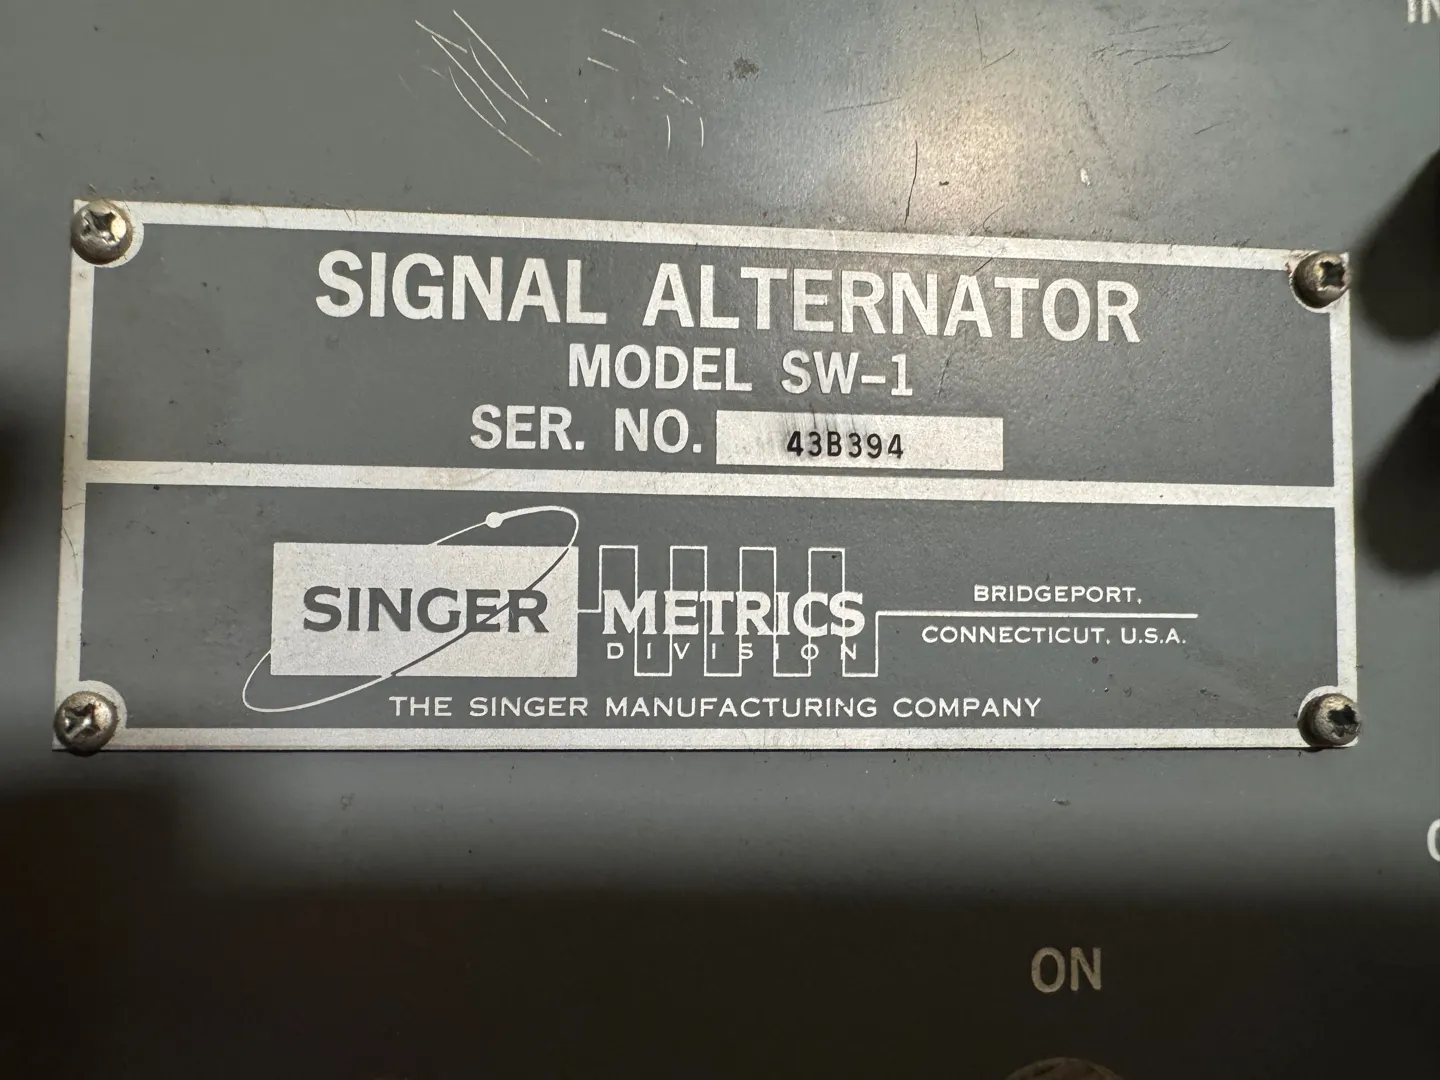 SIGNAL ALTERNATOR
MODEL SW-1
SER. NO. 43B394
SINGER METRICS
DIVISION
BRIDGEPORT,
CONNECTICUT, U.S.A.
THE SINGER MANUFACTURING COMPANY
ON